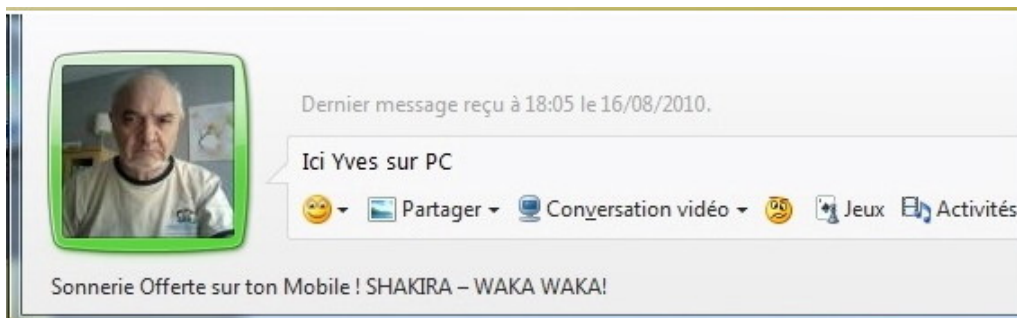 Dernier message reçu à 18:05 le 16/08/2010.
Ici Yves sur PC
Partager Conversation vidéo Jeux Activités
Sonnerie Offerte sur ton Mobile ! SHAKIRA – WAKA WAKA!